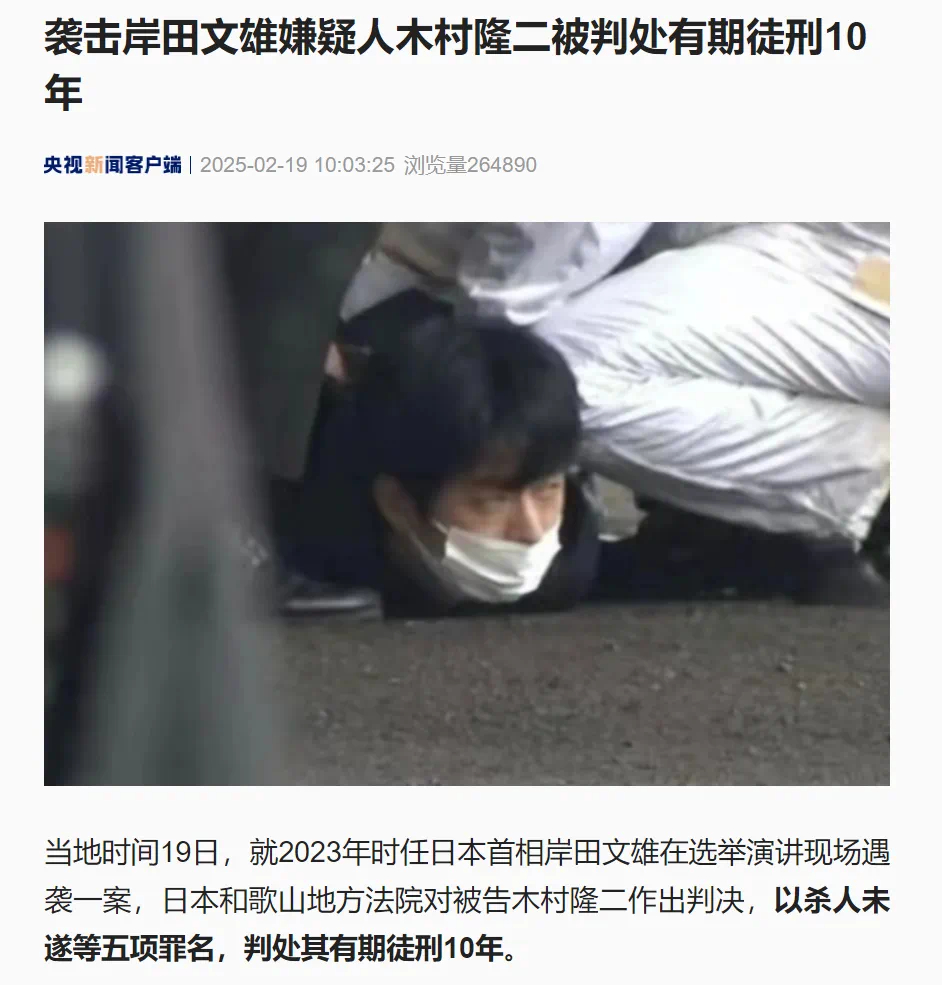 袭击岸田文雄嫌疑人木村隆二被判处有期徒刑10
年
央视新闻客户端 | 2025-02-19 10:03:25 浏览量264890
当地时间19日，就2023年时任日本首相岸田文雄在选举演讲现场遇
袭一案，日本和歌山地方法院对被告木村隆二作出判决，以杀人未
遂等五项罪名，判处其有期徒刑10年。